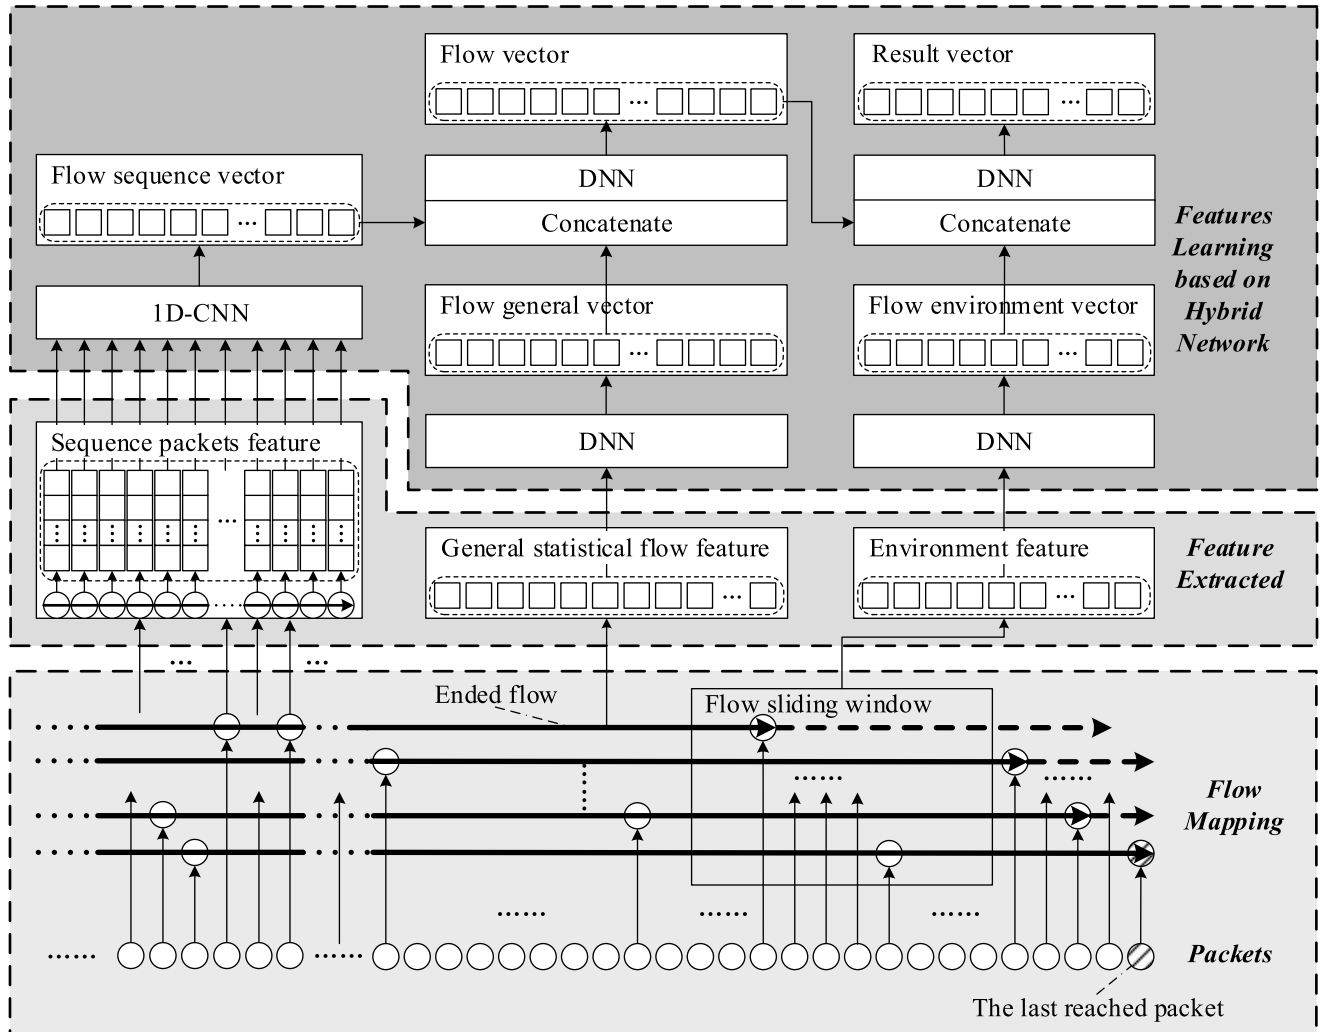 Flow vector
...
Result vector
...
Flow sequence vector
...
DNN
Concatenate
DNN
Concatenate
Features
Learning
based on
Hybrid
Network
1D-CNN
Flow general vector
...
Flow environment vector
...
DNN
DNN
Sequence packets feature
...
General statistical flow feature
...
Environment feature
...
Feature
Extracted
Ended flow
Flow sliding window
Flow
Mapping
Packets
The last reached packet